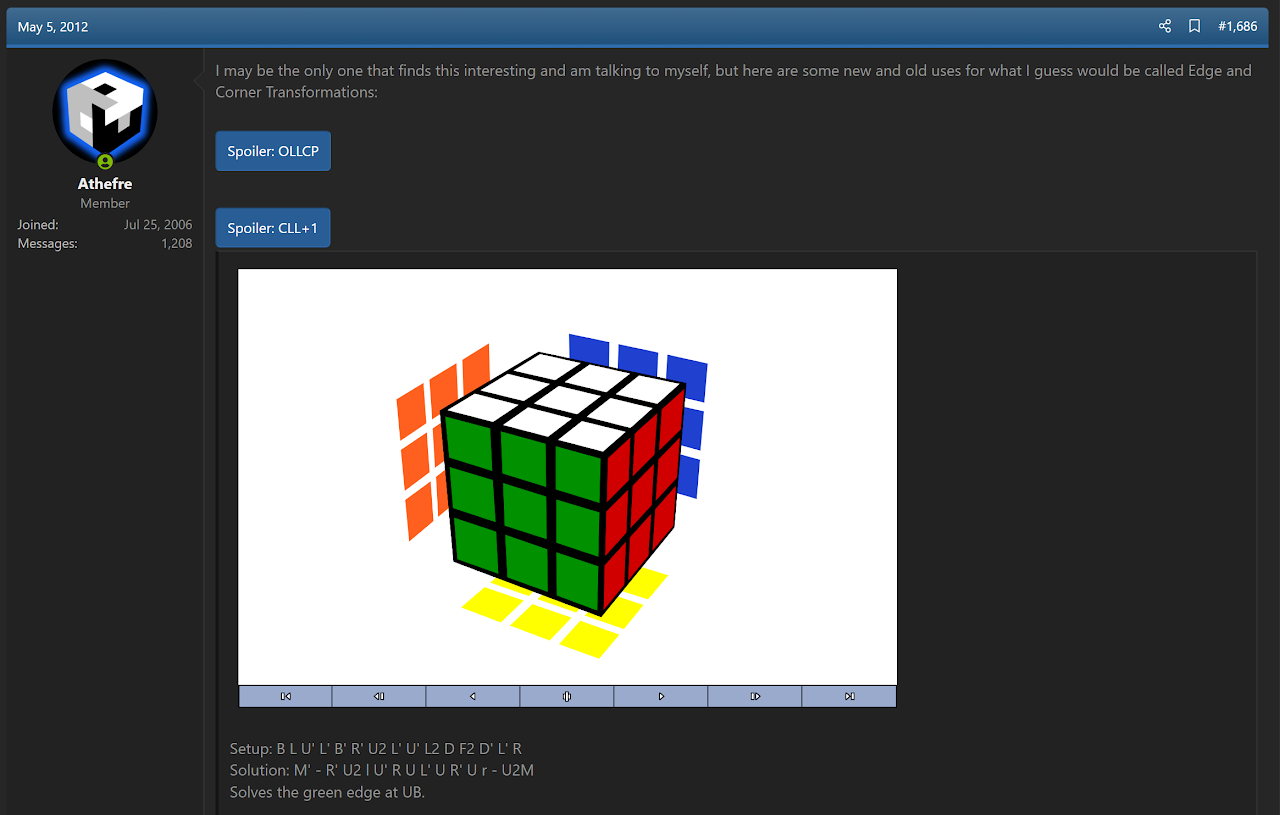 May 5, 2012
#1,686
I may be the only one that finds this interesting and am talking to myself, but here are some new and old uses for what I guess would be called Edge and
Corner Transformations:
Spoiler: OLLCP
Athefre
Member
Joined: Jul 25, 2006
Messages: 1,208
Spoiler: CLL+1
Setup: B L U' L' B' R' U2 L' U' L2 D F2 D' L' R
Solution: M' - R' U2 l U' R U L' U R' U r - U2M
Solves the green edge at UB.